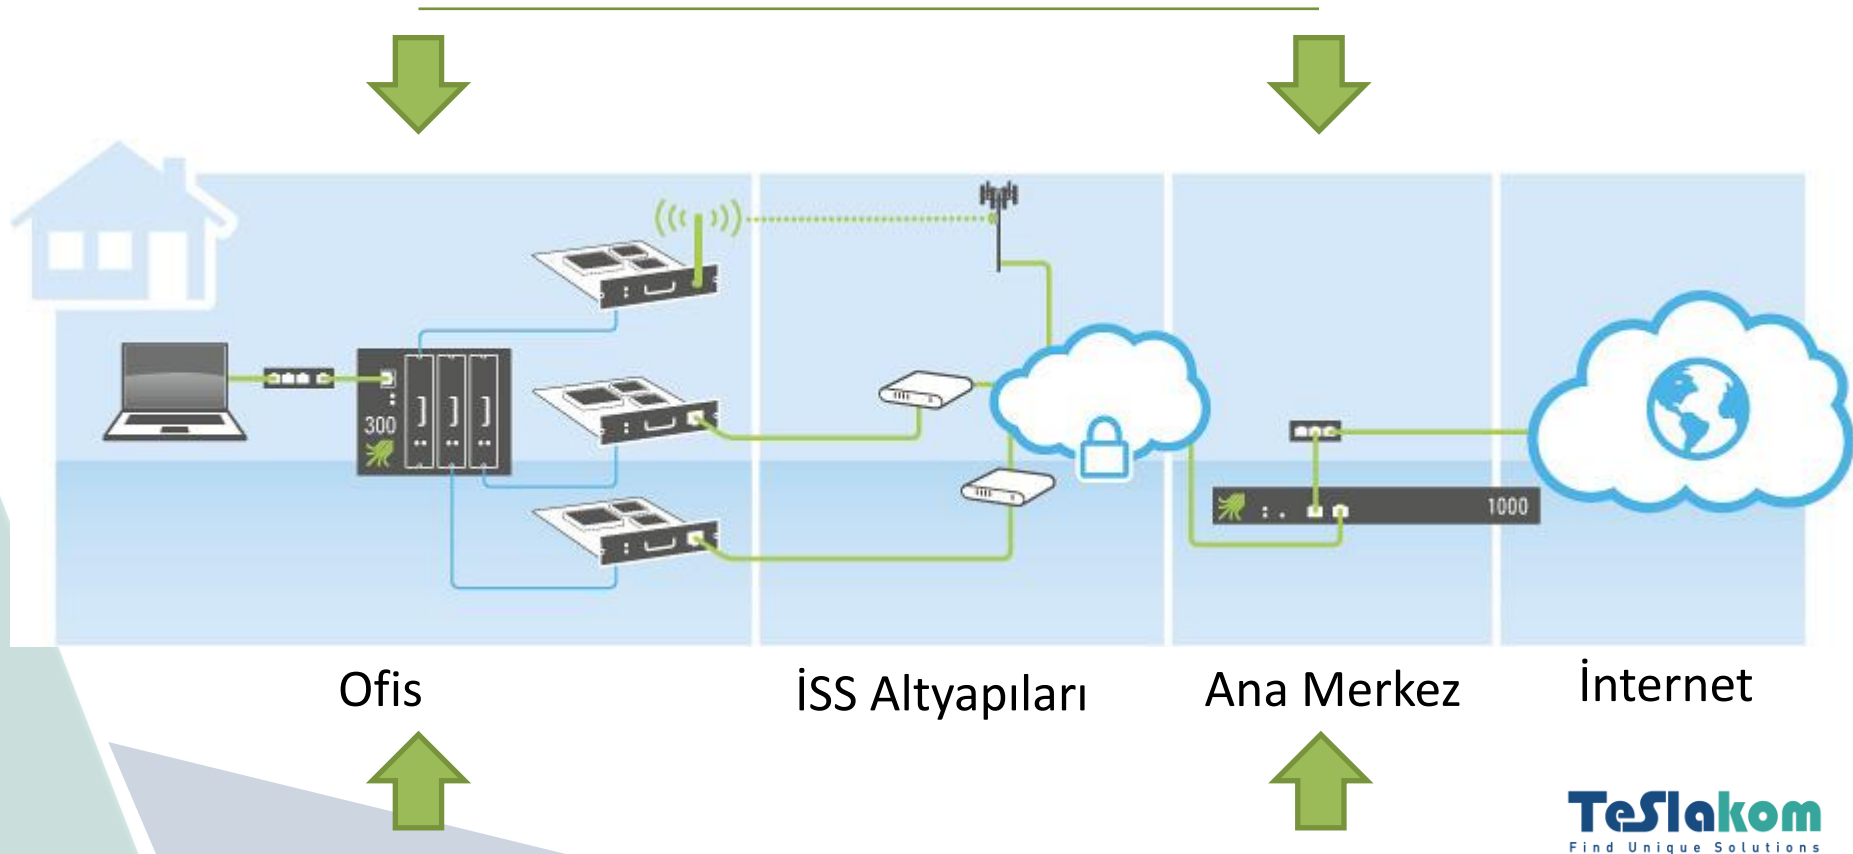 300
1000
Ofis
İSS Altyapıları
Ana Merkez
İnternet
Teslakom
Find Unique Solutions